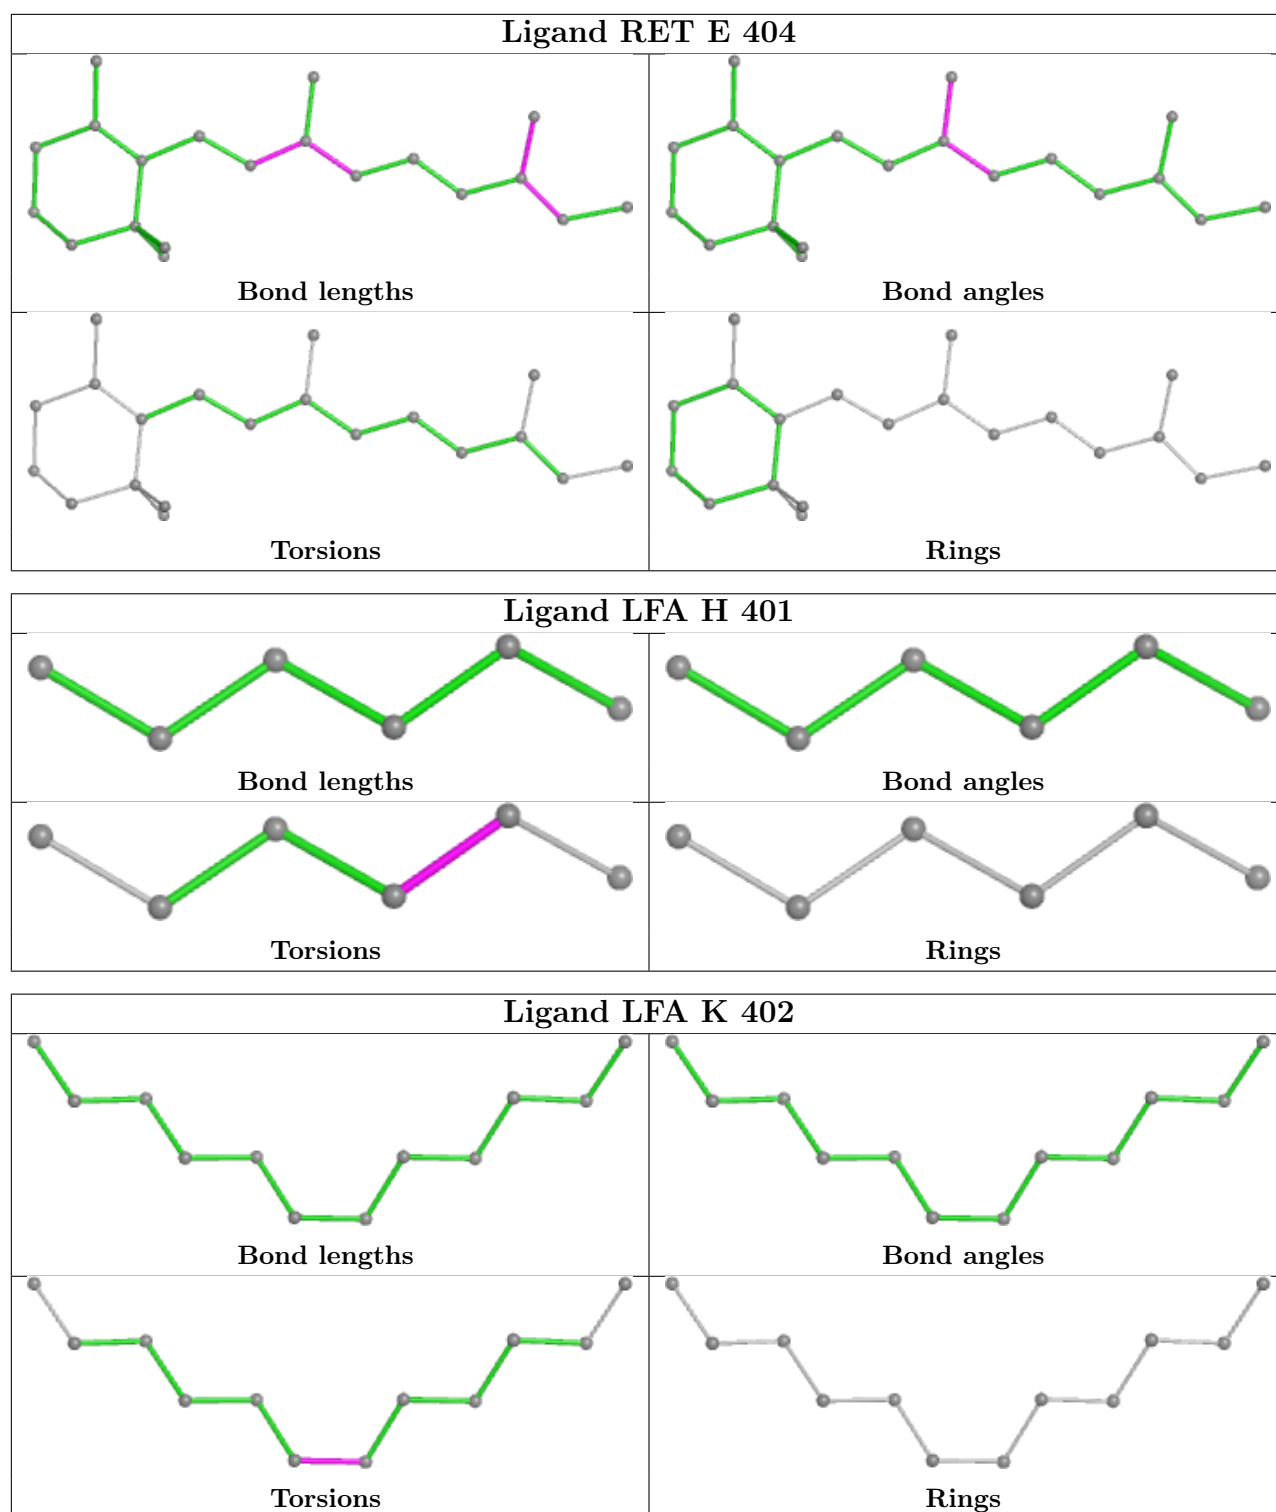 Ligand RET E 404
Bond lengths
Bond angles
Torsions
Rings
Ligand LFA H 401
Bond lengths
Bond angles
Torsions
Rings
Ligand LFA K 402
Bond lengths
Bond angles
Torsions
Rings